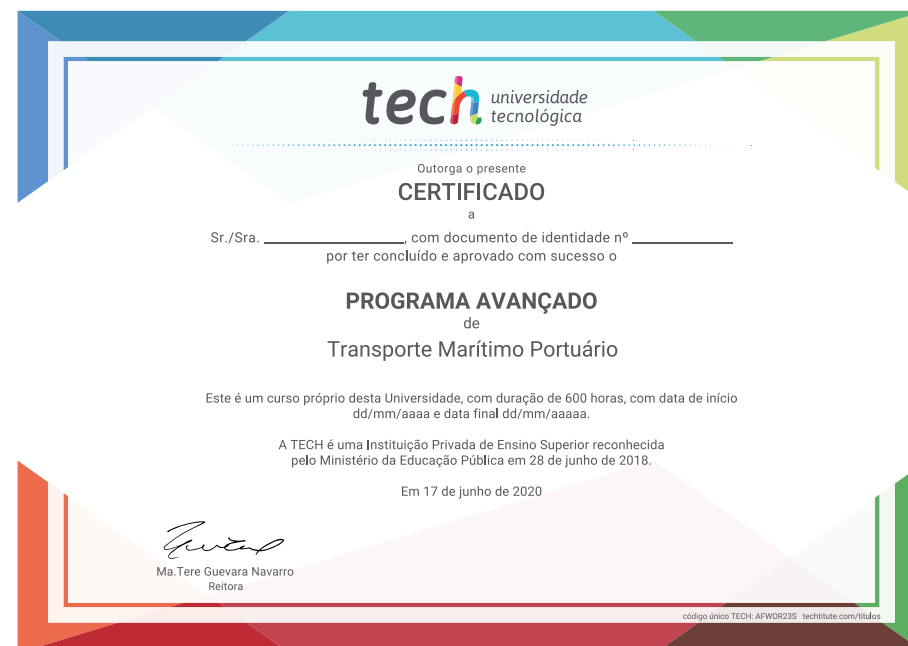 tech universidade
tecnológica
Outorga o presente
CERTIFICADO
a
Sr./Sra. ____________________, com documento de identidade nº ______________
por ter concluído e aprovado com sucesso o
PROGRAMA AVANÇADO
de
Transporte Marítimo Portuário
Este é um curso próprio desta Universidade, com duração de 600 horas, com data de início
dd/mm/aaaa e data final dd/mm/aaaaa.
A TECH é uma Instituição Privada de Ensino Superior reconhecida
pelo Ministério da Educação Pública em 28 de junho de 2018.
Em 17 de junho de 2020
Ma.Tere Guevara Navarro
Reitora
código único TECH: AFWOR23S techtitute.com/titulos